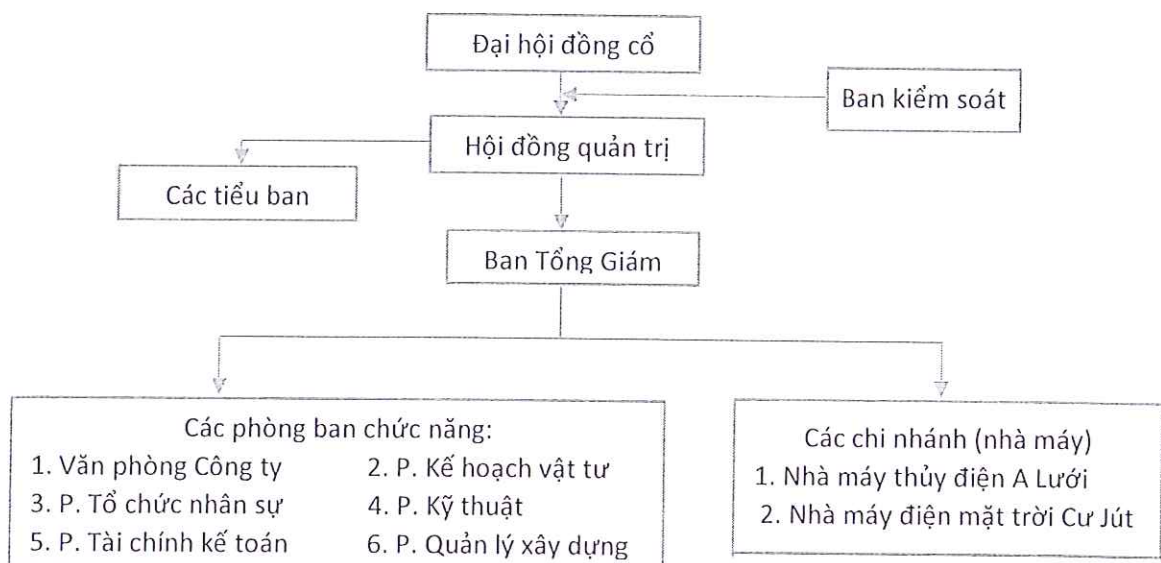 Đại hội đồng cổ
Ban kiểm soát
Hội đồng quản trị
Các tiểu ban
Ban Tổng Giám
Các phòng ban chức năng:
1. Văn phòng Công ty 2. P. Kế hoạch vật tư
3. P. Tổ chức nhân sự 4. P. Kỹ thuật
5. P. Tài chính kế toán 6. P. Quản lý xây dựng
Các chi nhánh (nhà máy)
1. Nhà máy thủy điện A Lưới
2. Nhà máy điện mặt trời Cư Jút